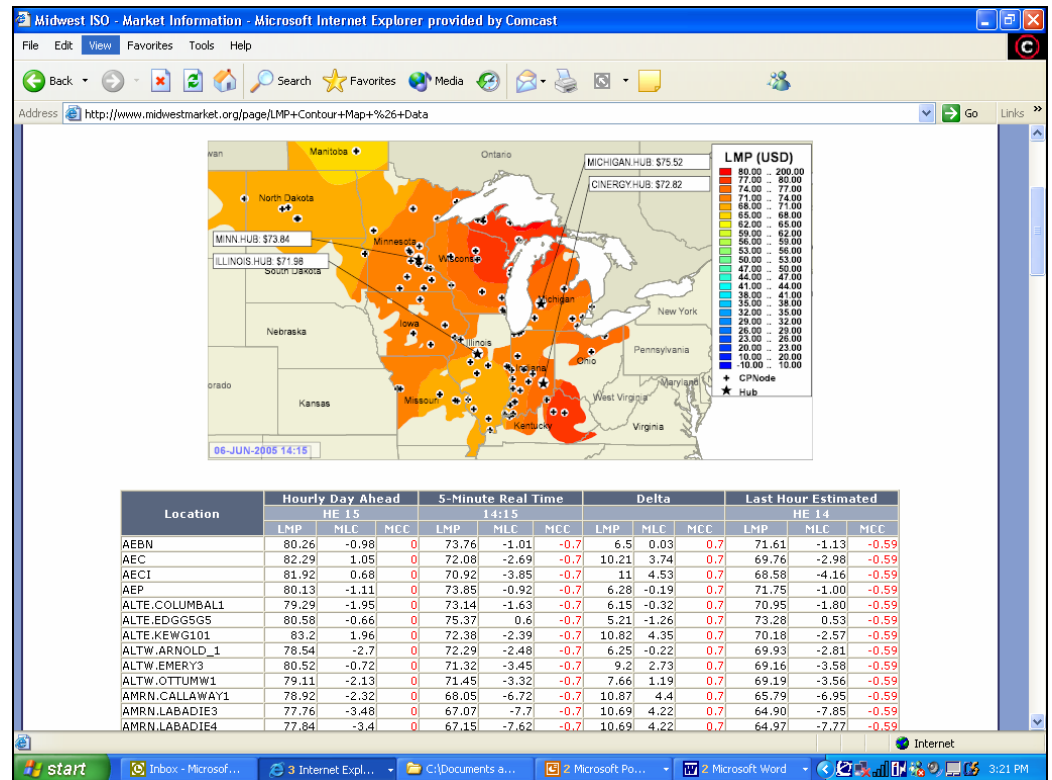 Midwest ISO - Market Information - Microsoft Internet Explorer provided by Comcast
File Edit View Favorites Tools Help
Back Search Favorites Media
Address http://www.midwestmarket.org/page/LMP+Contour+Map+%26+Data Go Links »
wan Manitoba Ontario
MICHIGAN.HUB: $75.52
CINERGY.HUB: $72.82
North Dakota
MINN.HUB: $73.84
Minnesota
ILLINOIS.HUB: $71.98
Wiscons
South Dakota
Michigan
New York
Iowa
Nebraska
Illinois
Pennsylvania
Ohio
Indiana
orado
Maryland
Kansas
Missouri
West Virginia
Kentucky
Virginia
06-JUN-2005 14:15
LMP (USD)
80.00 .. 200.00
77.00 .. 80.00
74.00 .. 77.00
71.00 .. 74.00
68.00 .. 71.00
65.00 .. 68.00
62.00 .. 65.00
59.00 .. 62.00
56.00 .. 59.00
53.00 .. 56.00
50.00 .. 53.00
47.00 .. 50.00
44.00 .. 47.00
41.00 .. 44.00
38.00 .. 41.00
35.00 .. 38.00
32.00 .. 35.00
29.00 .. 32.00
26.00 .. 29.00
23.00 .. 26.00
20.00 .. 23.00
10.00 .. 20.00
-10.00 .. 10.00
CPNode
Hub
Location Hourly Day Ahead 5-Minute Real Time Delta Last Hour Estimated
HE 15 14:15 HE 14
LMP MLC MCC LMP MLC MCC LMP MLC MCC LMP MLC MCC
AEBN 80.26 -0.98 0 73.76 -1.01 -0.7 6.5 0.03 0.7 71.61 -1.13 -0.59
AEC 82.29 1.05 0 72.08 -2.69 -0.7 10.21 3.74 0.7 69.76 -2.98 -0.59
AECI 81.92 0.68 0 70.92 -3.85 -0.7 11 4.53 0.7 68.58 -4.16 -0.59
AEP 80.13 -1.11 0 73.85 -0.92 -0.7 6.28 -0.19 0.7 71.75 -1.00 -0.59
ALTE.COLUMBAL1 79.29 -1.95 0 73.14 -1.63 -0.7 6.15 -0.32 0.7 70.95 -1.80 -0.59
ALTE.EDGG5G5 80.58 -0.66 0 75.37 0.6 -0.7 5.21 -1.26 0.7 73.28 0.53 -0.59
ALTE.KEWG101 83.2 1.96 0 72.38 -2.39 -0.7 10.82 4.35 0.7 70.18 -2.57 -0.59
ALTW.ARNOLD_1 78.54 -2.7 0 72.29 -2.48 -0.7 6.25 -0.22 0.7 69.93 -2.81 -0.59
ALTW.EMERY3 80.52 -0.72 0 71.32 -3.45 -0.7 9.2 2.73 0.7 69.16 -3.58 -0.59
ALTW.OTTUMW1 79.11 -2.13 0 71.45 -3.32 -0.7 7.66 1.19 0.7 69.19 -3.56 -0.59
AMRN.CALLAWAY1 78.92 -2.32 0 68.05 -6.72 -0.7 10.87 4.4 0.7 65.79 -6.95 -0.59
AMRN.LABADIE3 77.76 -3.48 0 67.07 -7.7 -0.7 10.69 4.22 0.7 64.90 -7.85 -0.59
AMRN.LABADIE4 77.84 -3.4 0 67.15 -7.62 -0.7 10.69 4.22 0.7 64.97 -7.77 -0.59
Internet
start Inbox - Microsof... 3 Internet Expl... C:\Documents a... 2 Microsoft Po... 2 Microsoft Word 3:21 PM